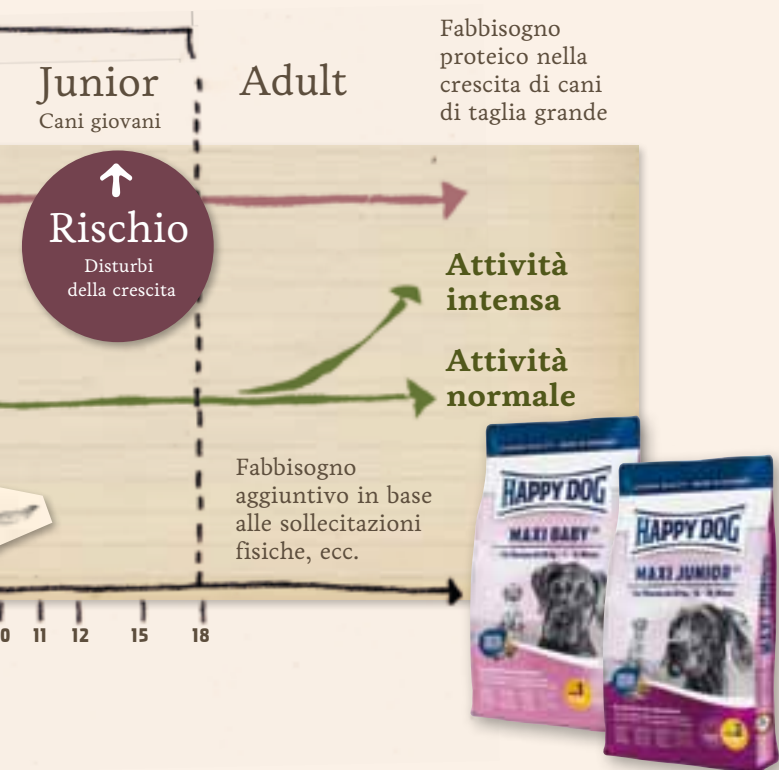 Fabbisogno
proteico nella
crescita di cani
di taglia grande
Junior
Cani giovani
Adult
Rischio
Disturbi
della crescita
Attività
intensa
Attività
normale
Fabbisogno
aggiuntivo in base
alle sollecitazioni
fisiche, ecc.
0 11 12 15 18
HAPPY DOG
MAXI BABY
HAPPY DOG
MAXI JUNIOR